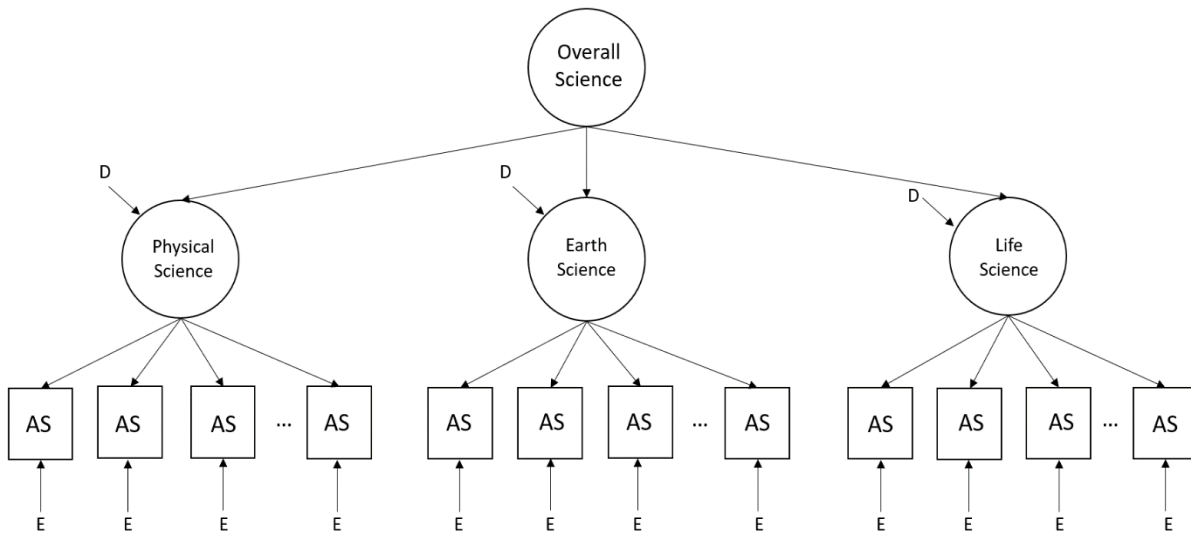 Overall
Science
D
D
D
Physical
Science
Earth
Science
Life
Science
AS AS AS ... AS AS AS AS ... AS AS AS AS ... AS
E E E E E E E E E E E E